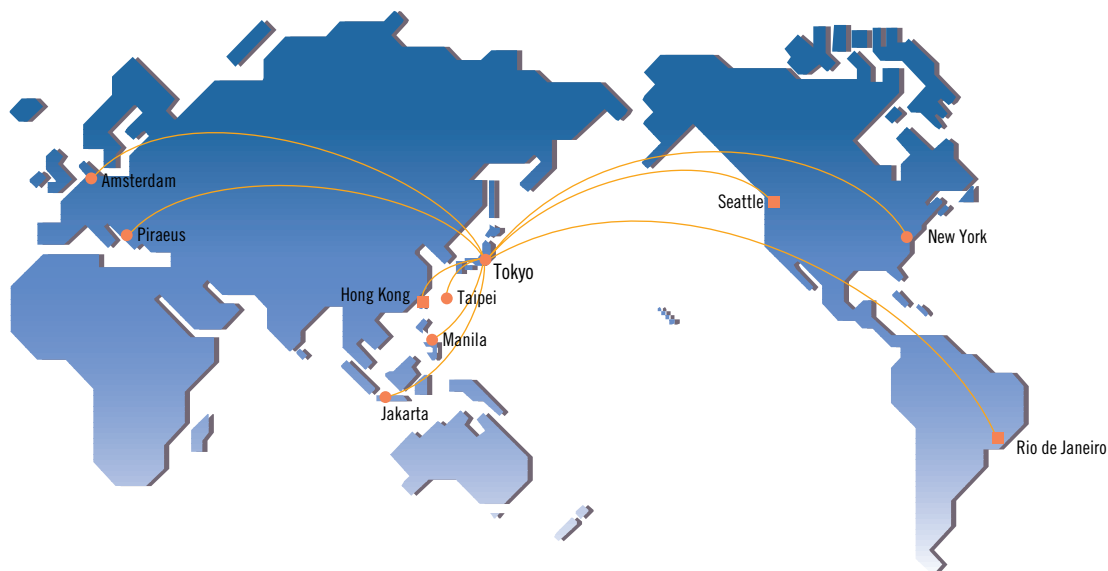 Amsterdam
Seattle
Piraeus
New York
Tokyo
Hong Kong
Taipei
Manila
Jakarta
Rio de Janeiro